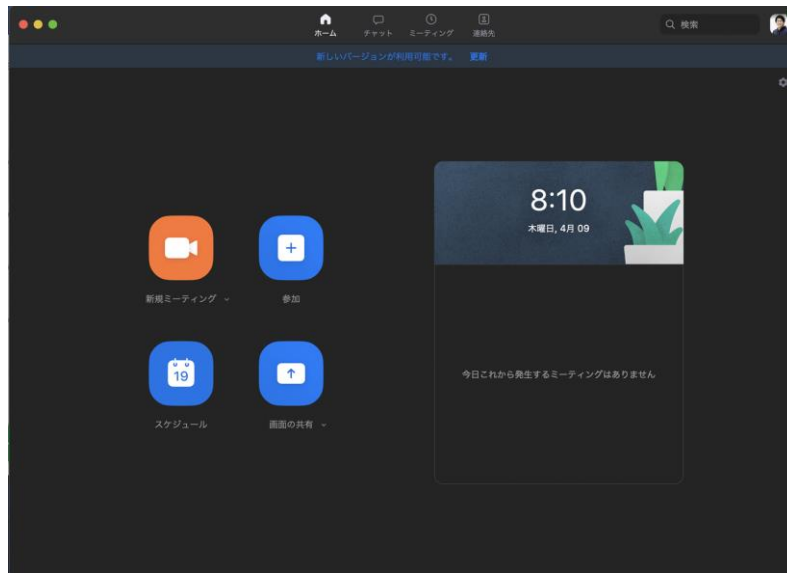 ホーム
チャット
ミーティング
連絡先
検索
新しいバージョンが利用可能です。 更新
8:10
木曜日, 4月 09
新規ミーティング
参加
19
スケジュール
画面の共有
今日これから発生するミーティングはありません